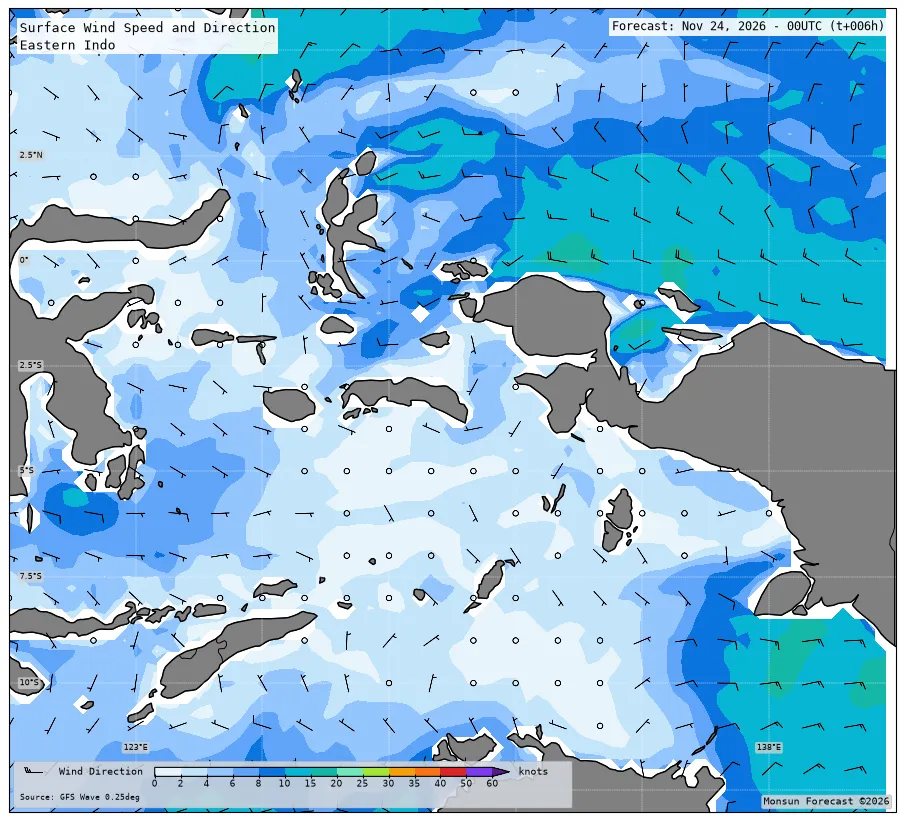 Surface Wind Speed and Direction
Eastern Indo
Forecast: Nov 24, 2026 - 00UTC (t+006h)
2.5°N
0°
2.5°S
5°S
7.5°S
10°S
123°E
138°E
Wind Direction
0 2 4 6 8 10 15 20 25 30 35 40 50 60
knots
Source: GFS Wave 0.25deg
Monsun Forecast ©2026